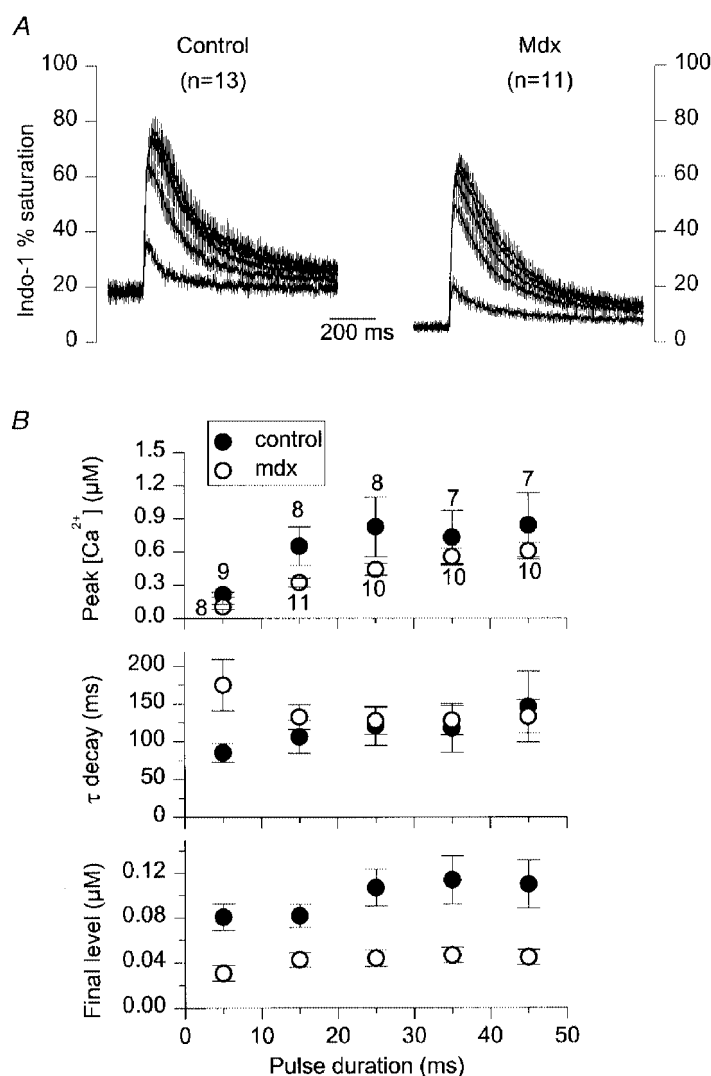 A
Control
(n=13)
Mdx
(n=11)
Indo-1 % saturation
100
80
60
40
20
0
100
80
60
40
20
0
200 ms
B
control
mdx
Peak [Ca2+] (µM)
1.5
1.2
0.9
0.6
0.3
0.0
9
8
8
7
7
8
11
10
10
10
τ decay (ms)
200
150
100
50
0
Final level (µM)
0.12
0.08
0.04
0.00
0 10 20 30 40 50
Pulse duration (ms)